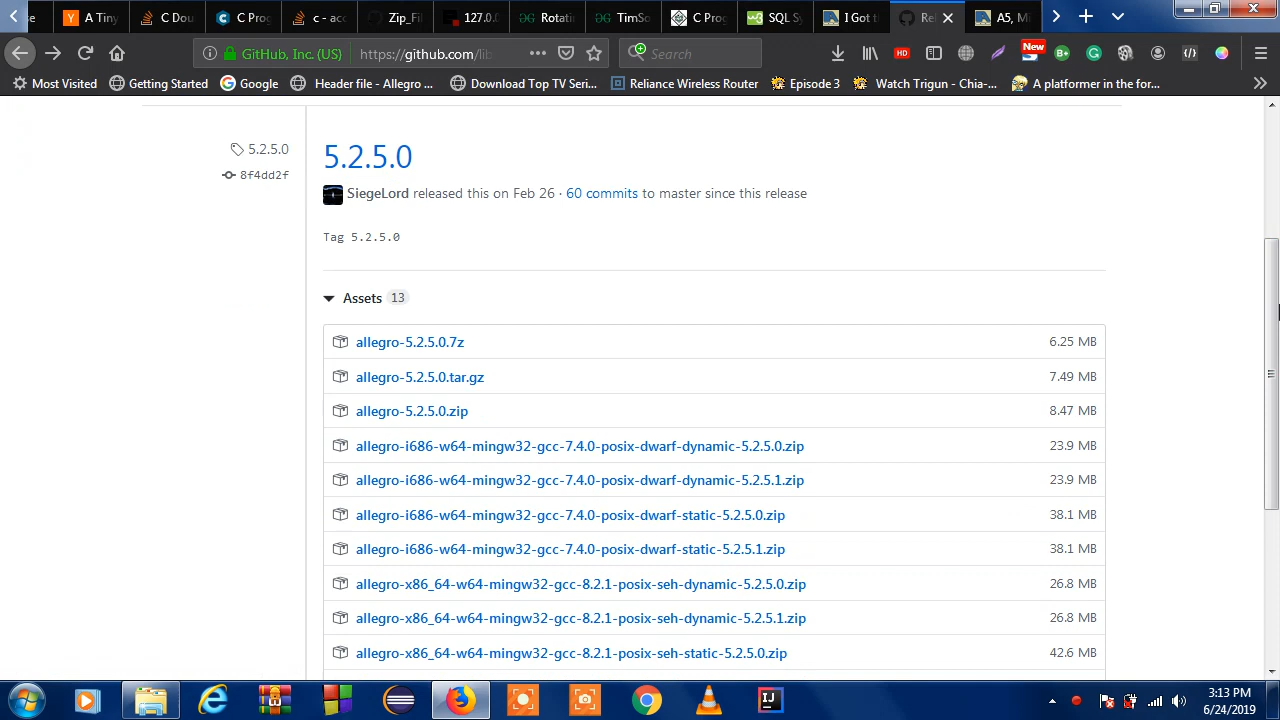 se
A Tiny
C Dou
C Prog
c - acc
Zip_Fi
127.0.
Rotati
TimSo
C Prog
SQL Sy
I Got t
Rel
A5, M
GitHub, Inc. (US)
https://github.com/lib
Search
HD
New
B+
Most Visited
Getting Started
Google
Header file - Allegro ...
Download Top TV Seri...
Reliance Wireless Router
Episode 3
Watch Trigun - Chia-...
A platformer in the for...
5.2.5.0
8f4dd2f
5.2.5.0
SiegeLord released this on Feb 26 · 60 commits to master since this release
Tag 5.2.5.0
Assets 13
allegro-5.2.5.0.7z 6.25 MB
allegro-5.2.5.0.tar.gz 7.49 MB
allegro-5.2.5.0.zip 8.47 MB
allegro-i686-w64-mingw32-gcc-7.4.0-posix-dwarf-dynamic-5.2.5.0.zip 23.9 MB
allegro-i686-w64-mingw32-gcc-7.4.0-posix-dwarf-dynamic-5.2.5.1.zip 23.9 MB
allegro-i686-w64-mingw32-gcc-7.4.0-posix-dwarf-static-5.2.5.0.zip 38.1 MB
allegro-i686-w64-mingw32-gcc-7.4.0-posix-dwarf-static-5.2.5.1.zip 38.1 MB
allegro-x86_64-w64-mingw32-gcc-8.2.1-posix-seh-dynamic-5.2.5.0.zip 26.8 MB
allegro-x86_64-w64-mingw32-gcc-8.2.1-posix-seh-dynamic-5.2.5.1.zip 26.8 MB
allegro-x86_64-w64-mingw32-gcc-8.2.1-posix-seh-static-5.2.5.0.zip 42.6 MB
3:13 PM
6/24/2019